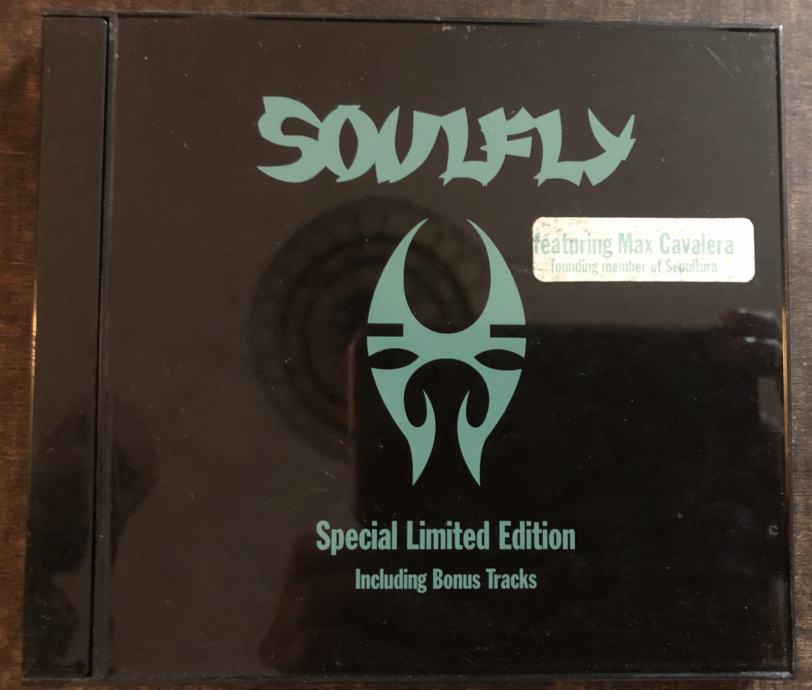 SOULFLY
featuring Max Cavalera
founding member of Sepultura
Special Limited Edition
Including Bonus Tracks